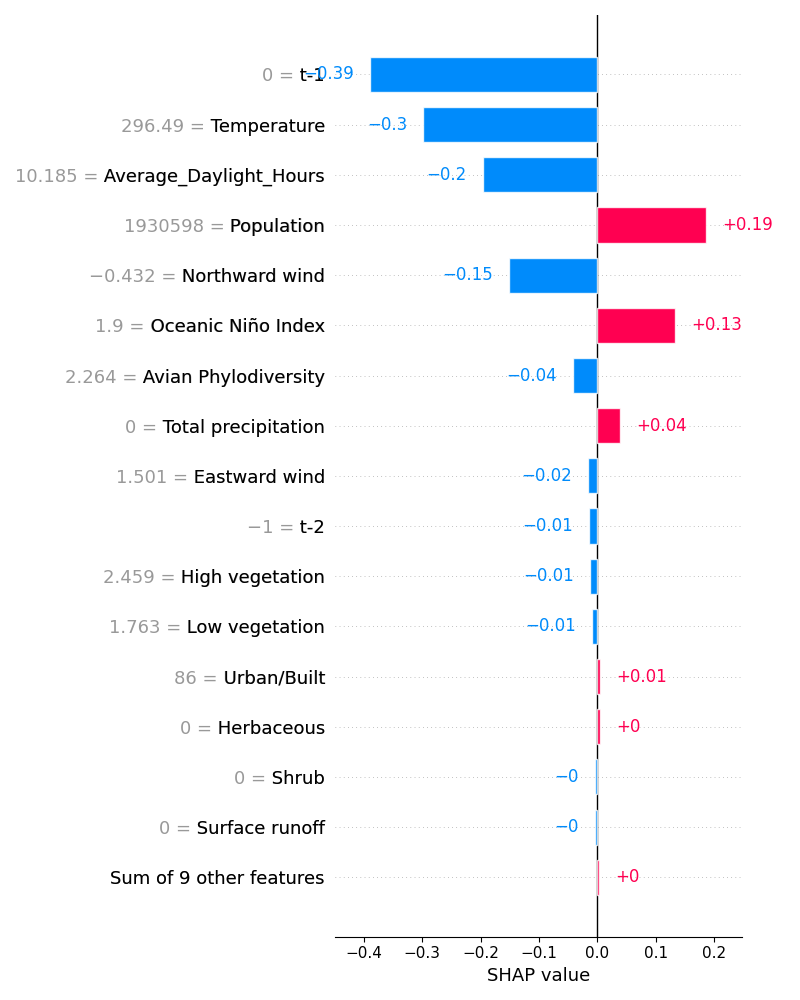 0 = t-1 −0.39
296.49 = Temperature −0.3
10.185 = Average_Daylight_Hours −0.2
1930598 = Population +0.19
−0.432 = Northward wind −0.15
1.9 = Oceanic Niño Index +0.13
2.264 = Avian Phylodiversity −0.04
0 = Total precipitation +0.04
1.501 = Eastward wind −0.02
−1 = t-2 −0.01
2.459 = High vegetation −0.01
1.763 = Low vegetation −0.01
86 = Urban/Built +0.01
0 = Herbaceous +0
0 = Shrub −0
0 = Surface runoff −0
Sum of 9 other features +0
−0.4 −0.3 −0.2 −0.1 0.0 0.1 0.2
SHAP value